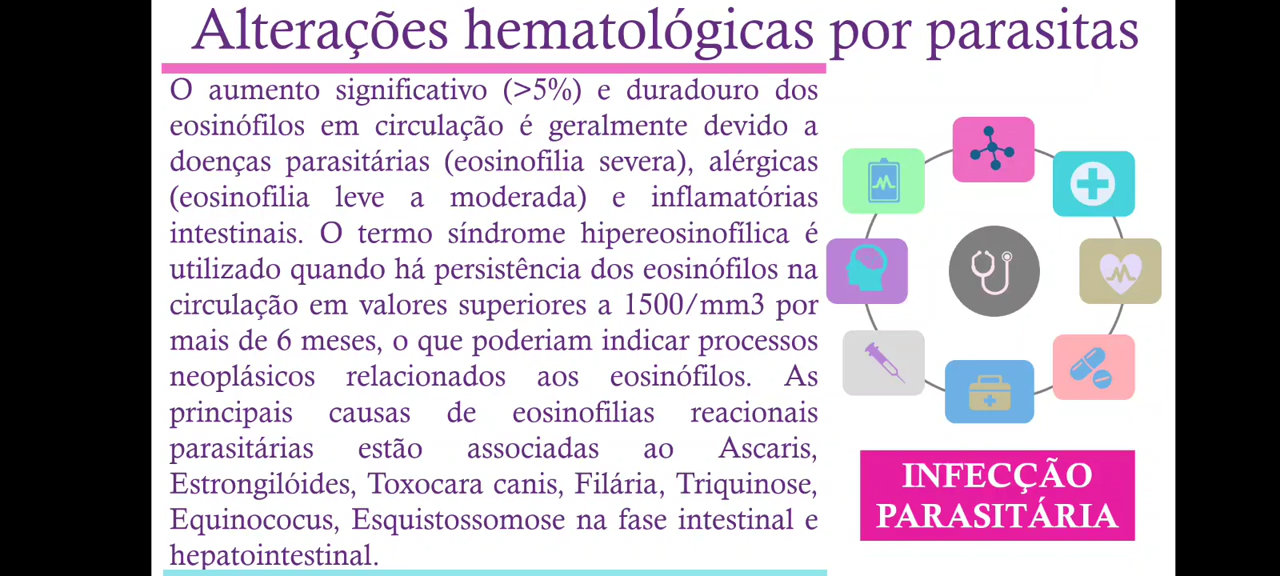 Alterações hematológicas por parasitas
O aumento significativo (>5%) e duradouro dos
eosinófilos em circulação é geralmente devido a
doenças parasitárias (eosinofilia severa), alérgicas
(eosinofilia leve a moderada) e inflamatórias
intestinais. O termo síndrome hipereosinofílica é
utilizado quando há persistência dos eosinófilos na
circulação em valores superiores a 1500/mm3 por
mais de 6 meses, o que poderiam indicar processos
neoplásicos relacionados aos eosinófilos. As
principais causas de eosinofilias reacionais
parasitárias estão associadas ao Ascaris,
Estrongilóides, Toxocara canis, Filária, Triquinose,
Equinococus, Esquistossomose na fase intestinal e
hepatointestinal.
INFECÇÃO
PARASITÁRIA